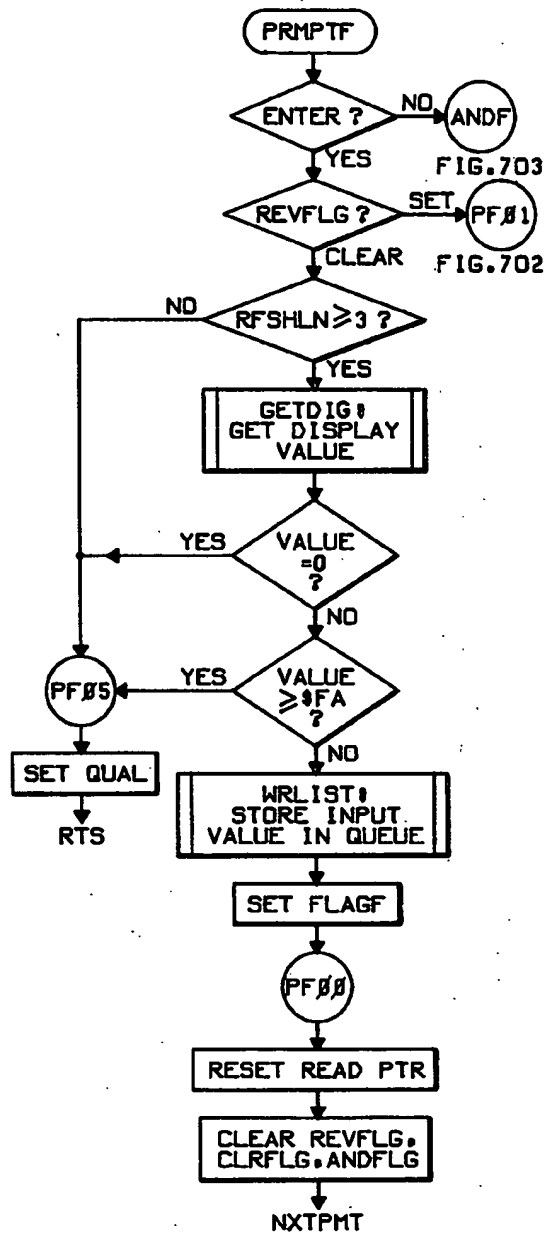 PRMPTF
ENTER ?
NO
ANDF
YES
FIG.703
REVFLG ?
SET
PFØ1
CLEAR
FIG.702
NO
RFSHLN ≥ 3 ?
YES
GETDIG:
GET DISPLAY
VALUE
YES
VALUE
=0
?
NO
YES
VALUE
≥ $FA
?
PFØ5
NO
SET QUAL
RTS
WRLIST:
STORE INPUT
VALUE IN QUEUE
SET FLAGF
PFØØ
RESET READ PTR
CLEAR REVFLG,
CLRFLG,ANDFLG
NXTPMT